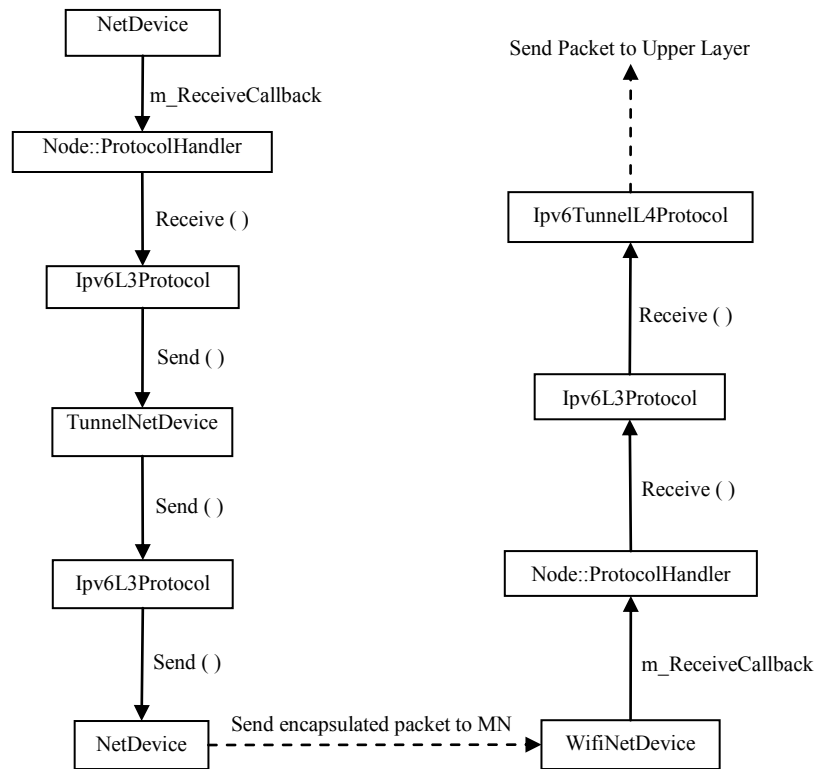 NetDevice
m_ReceiveCallback
Node::ProtocolHandler
Receive ( )
Ipv6L3Protocol
Send ( )
TunnelNetDevice
Send ( )
Ipv6L3Protocol
Send ( )
NetDevice
Send encapsulated packet to MN
WifiNetDevice
m_ReceiveCallback
Node::ProtocolHandler
Receive ( )
Ipv6L3Protocol
Receive ( )
Ipv6TunnelL4Protocol
Send Packet to Upper Layer